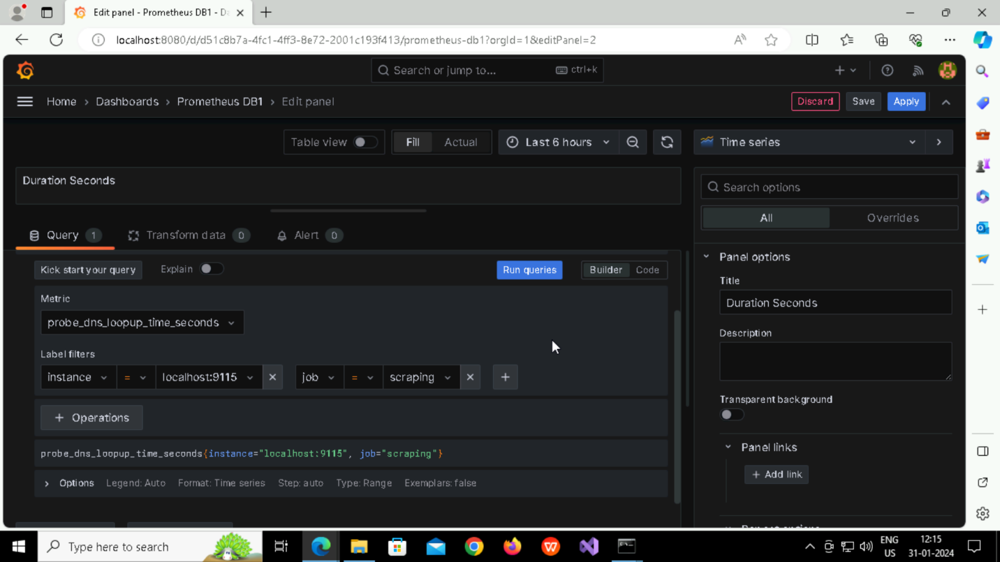 Edit panel - Prometheus DB1 - Da
localhost:8080/d/d51c8b7a-4fc1-4ff3-8e72-2001c193f413/prometheus-db1?orgId=1&editPanel=2
Search or jump to... ctrl+k
Home › Dashboards › Prometheus DB1 › Edit panel
Discard Save Apply
Table view Fill Actual Last 6 hours Time series
Duration Seconds
Search options
All Overrides
Query 1 Transform data 0 Alert 0
Kick start your query Explain Run queries Builder Code
Panel options
Title
Duration Seconds
Metric
probe_dns_loopup_time_seconds
Description
Label filters
instance = localhost:9115 job = scraping
Transparent background
+ Operations
probe_dns_loopup_time_seconds{instance="localhost:9115", job="scraping"}
Panel links
+ Add link
Options Legend: Auto Format: Time series Step: auto Type: Range Exemplars: false
Type here to search
ENG
US
12:15
31-01-2024